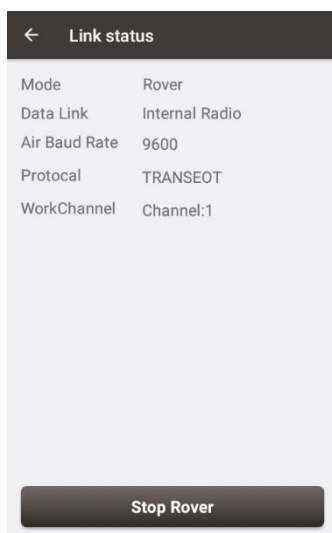 Link status
Mode Rover
Data Link Internal Radio
Air Baud Rate 9600
Protocal TRANSEOT
WorkChannel Channel:1
Stop Rover